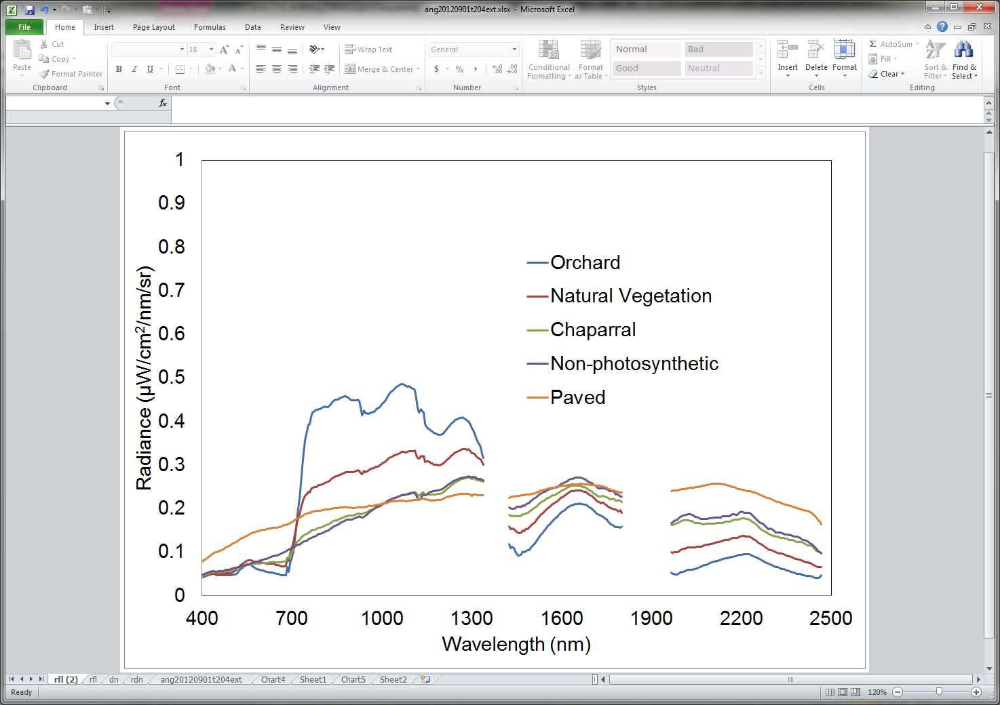 ang20120901t204ext.xlsx - Microsoft Excel
File Home Insert Page Layout Formulas Data Review View
Paste Cut Copy Format Painter
Clipboard
18
B I U A
Font
Wrap Text
Merge & Center
Alignment
General
$ % , .0 .00 .00 .0
Number
Conditional Formatting Format as Table
Normal Bad
Good Neutral
Styles
Insert Delete Format
Cells
Σ AutoSum Fill Clear Sort & Filter Find & Select
Editing
fx
1
0.9
0.8
0.7
0.6
0.5
0.4
0.3
0.2
0.1
0
Radiance (µW/cm²/nm/sr)
Orchard
Natural Vegetation
Chaparral
Non-photosynthetic
Paved
400 700 1000 1300 1600 1900 2200 2500
Wavelength (nm)
rfl (2) rfl dn rdn ang20120901t204ext Chart4 Sheet1 Chart5 Sheet2
Ready 120%